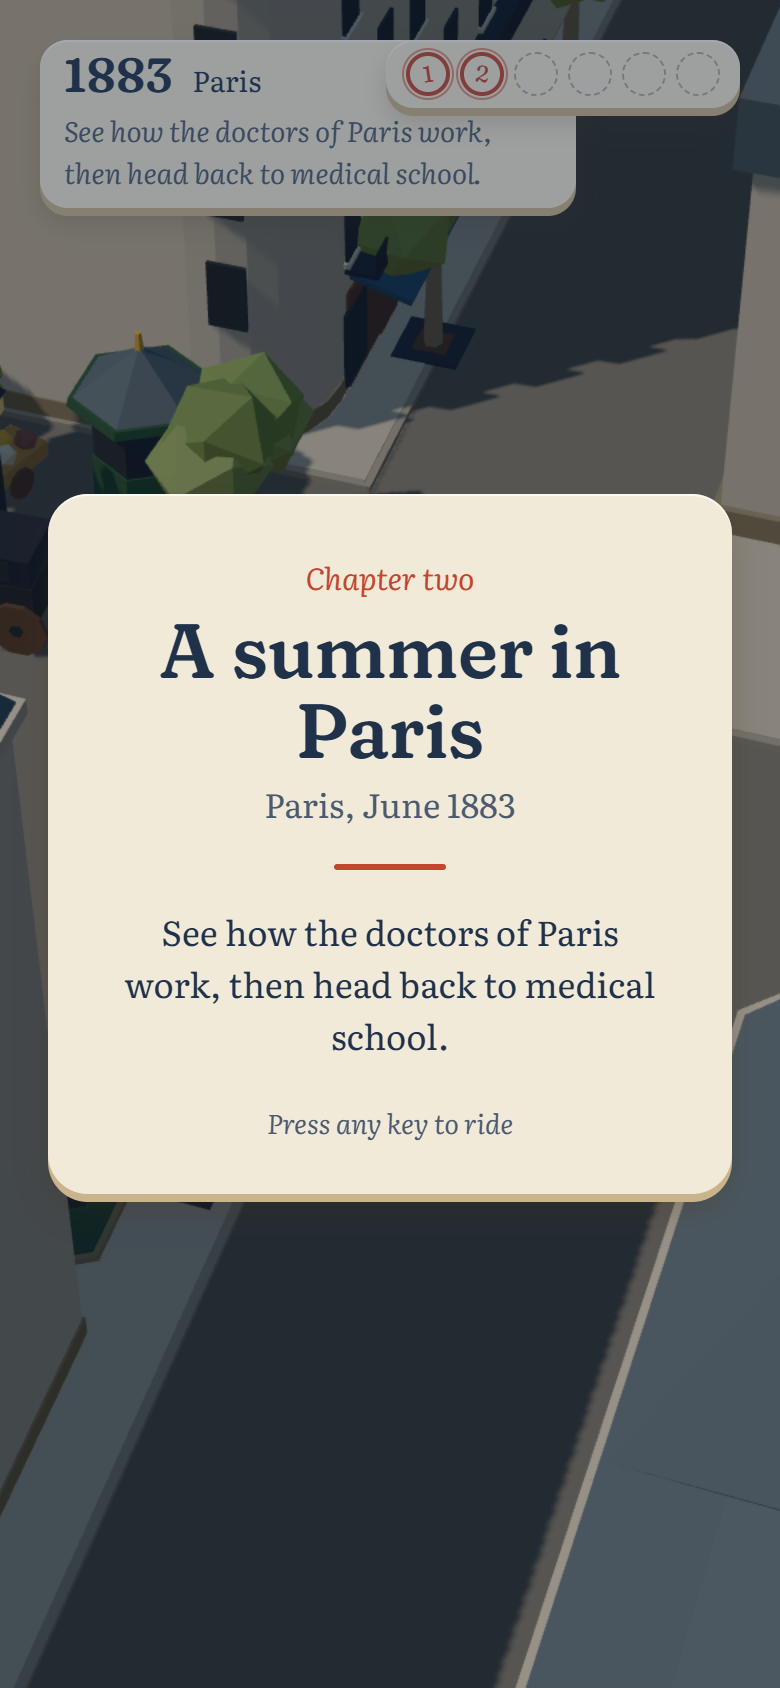 1883 Paris
1 2
See how the doctors of Paris work,
then head back to medical school.
Chapter two
A summer in
Paris
Paris, June 1883
See how the doctors of Paris
work, then head back to medical
school.
Press any key to ride